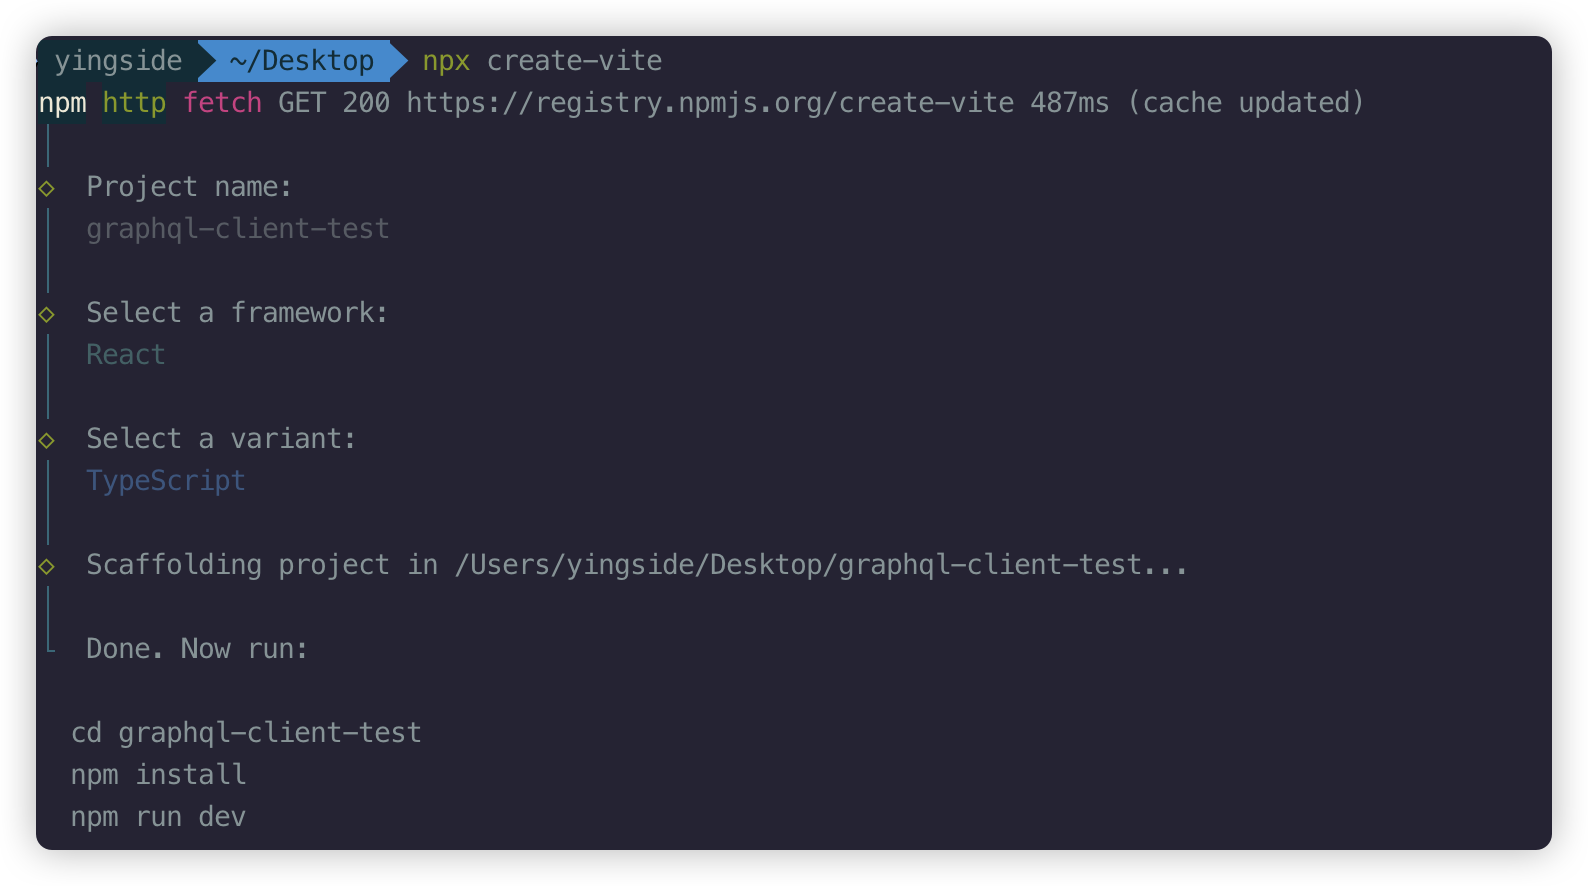 yingside ~/Desktop npx create-vite
npm http fetch GET 200 https://registry.npmjs.org/create-vite 487ms (cache updated)
Project name:
graphql-client-test
Select a framework:
React
Select a variant:
TypeScript
Scaffolding project in /Users/yingside/Desktop/graphql-client-test...
Done. Now run:
cd graphql-client-test
npm install
npm run dev